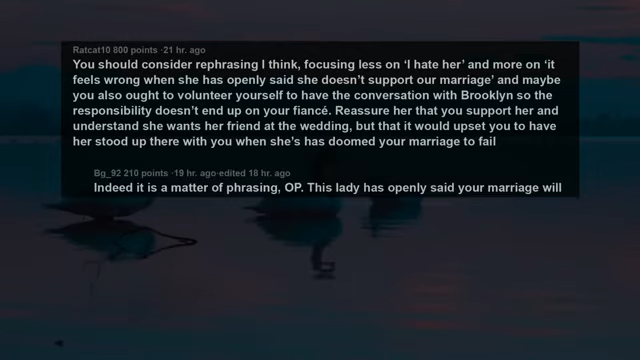 Ratcat10 800 points ·21 hr. ago
You should consider rephrasing I think, focusing less on ‘I hate her’ and more on ‘it
feels wrong when she has openly said she doesn’t support our marriage’ and maybe
you also ought to volunteer yourself to have the conversation with Brooklyn so the
responsibility doesn’t end up on your fiancé. Reassure her that you support her and
understand she wants her friend at the wedding, but that it would upset you to have
her stood up there with you when she’s has doomed your marriage to fail
Bg_92 210 points ·19 hr. ago·edited 18 hr. ago
Indeed it is a matter of phrasing, OP. This lady has openly said your marriage will